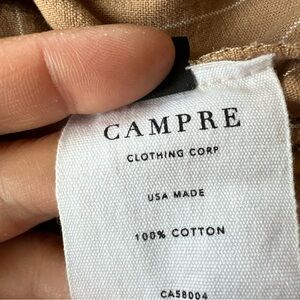 CAMPRE
CLOTHING CORP
USA MADE
100% COTTON
CA58004